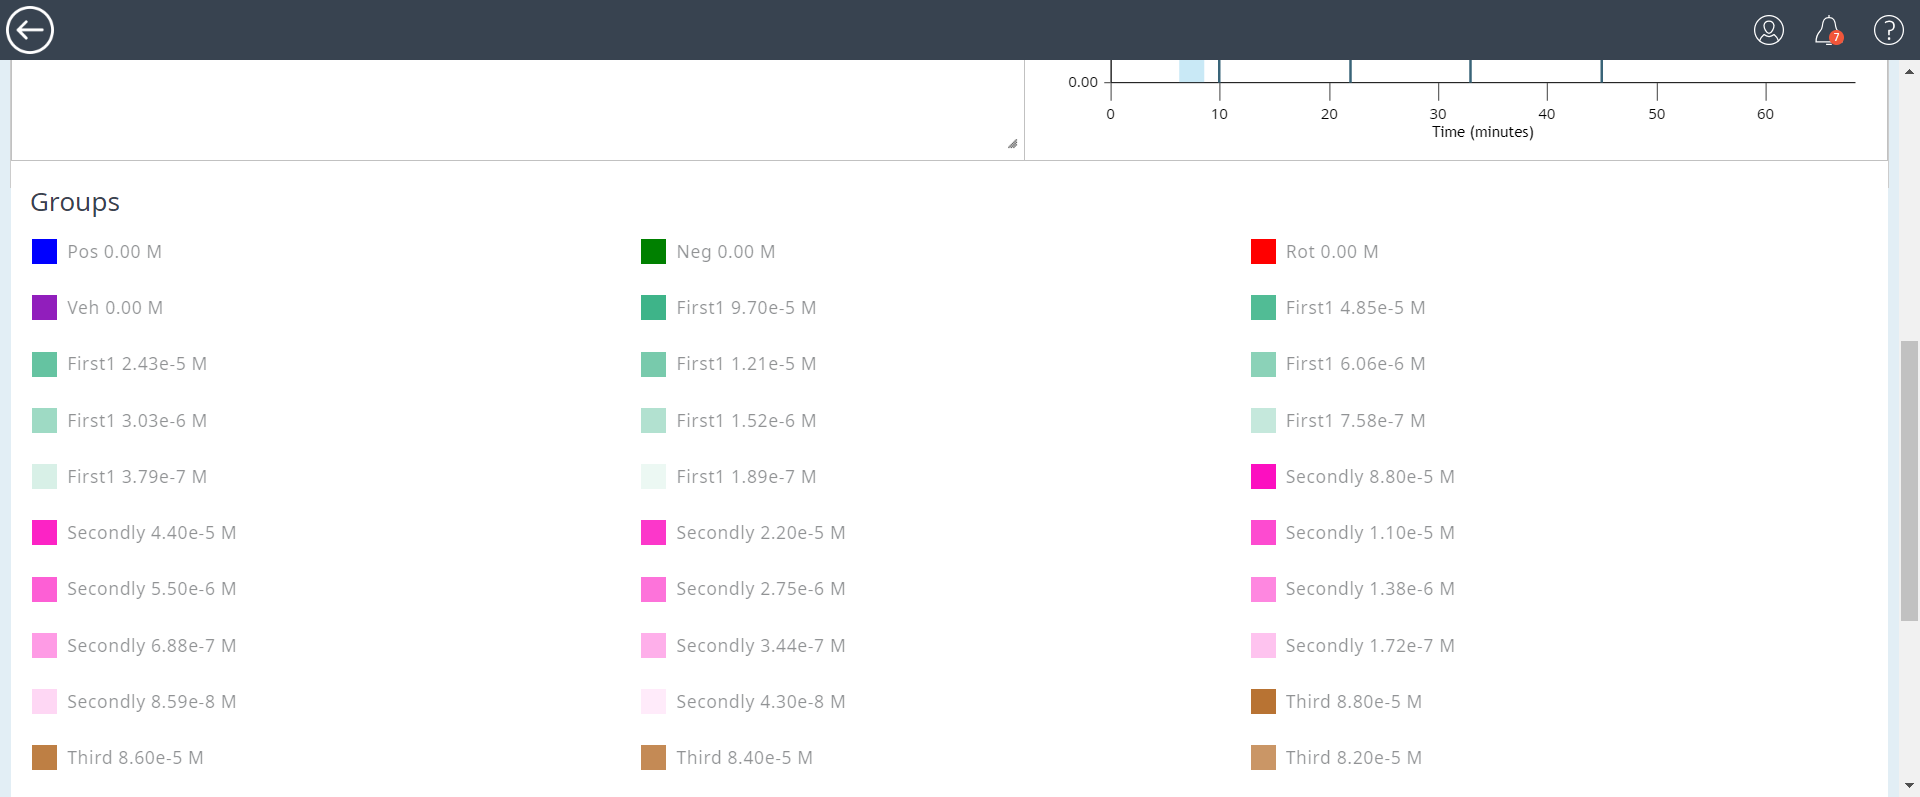 7
0.00
0 10 20 30 40 50 60
Time (minutes)
Groups
Pos 0.00 M Neg 0.00 M Rot 0.00 M
Veh 0.00 M First1 9.70e-5 M First1 4.85e-5 M
First1 2.43e-5 M First1 1.21e-5 M First1 6.06e-6 M
First1 3.03e-6 M First1 1.52e-6 M First1 7.58e-7 M
First1 3.79e-7 M First1 1.89e-7 M Secondly 8.80e-5 M
Secondly 4.40e-5 M Secondly 2.20e-5 M Secondly 1.10e-5 M
Secondly 5.50e-6 M Secondly 2.75e-6 M Secondly 1.38e-6 M
Secondly 6.88e-7 M Secondly 3.44e-7 M Secondly 1.72e-7 M
Secondly 8.59e-8 M Secondly 4.30e-8 M Third 8.80e-5 M
Third 8.60e-5 M Third 8.40e-5 M Third 8.20e-5 M